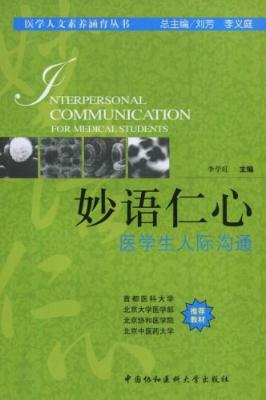 医学人文素养涵育丛书
总主编/刘芳 李义庭
INTERPERSONAL
COMMUNICATION
FOR MEDICAL STUDENTS
李学红 主编
妙语仁心
医学生人际沟通
首都医科大学
北京大学医学部
北京协和医学院
北京中医药大学
推荐
教材
中国协和医科大学出版社